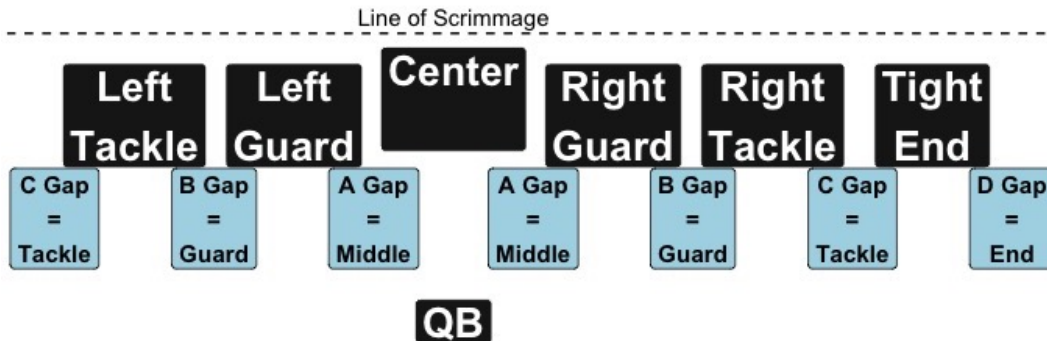 Line of Scrimmage
Left
Tackle
Left
Guard
Center
Right
Guard
Right
Tackle
Tight
End
C Gap
=
Tackle
B Gap
=
Guard
A Gap
=
Middle
A Gap
=
Middle
B Gap
=
Guard
C Gap
=
Tackle
D Gap
=
End
QB